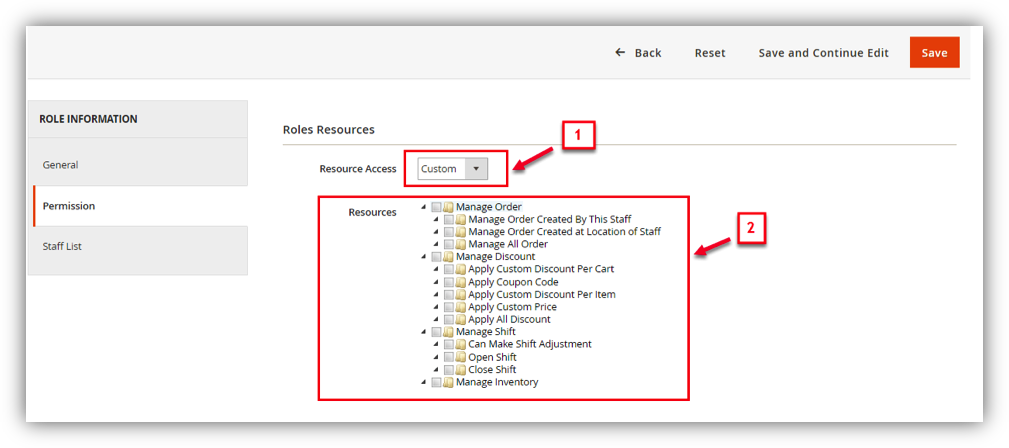 ← Back Reset Save and Continue Edit Save
ROLE INFORMATION
General
Permission
Staff List
Roles Resources
1
Resource Access Custom
2
Resources
Manage Order
Manage Order Created By This Staff
Manage Order Created at Location of Staff
Manage All Order
Manage Discount
Apply Custom Discount Per Cart
Apply Coupon Code
Apply Custom Discount Per Item
Apply Custom Price
Apply All Discount
Manage Shift
Can Make Shift Adjustment
Open Shift
Close Shift
Manage Inventory